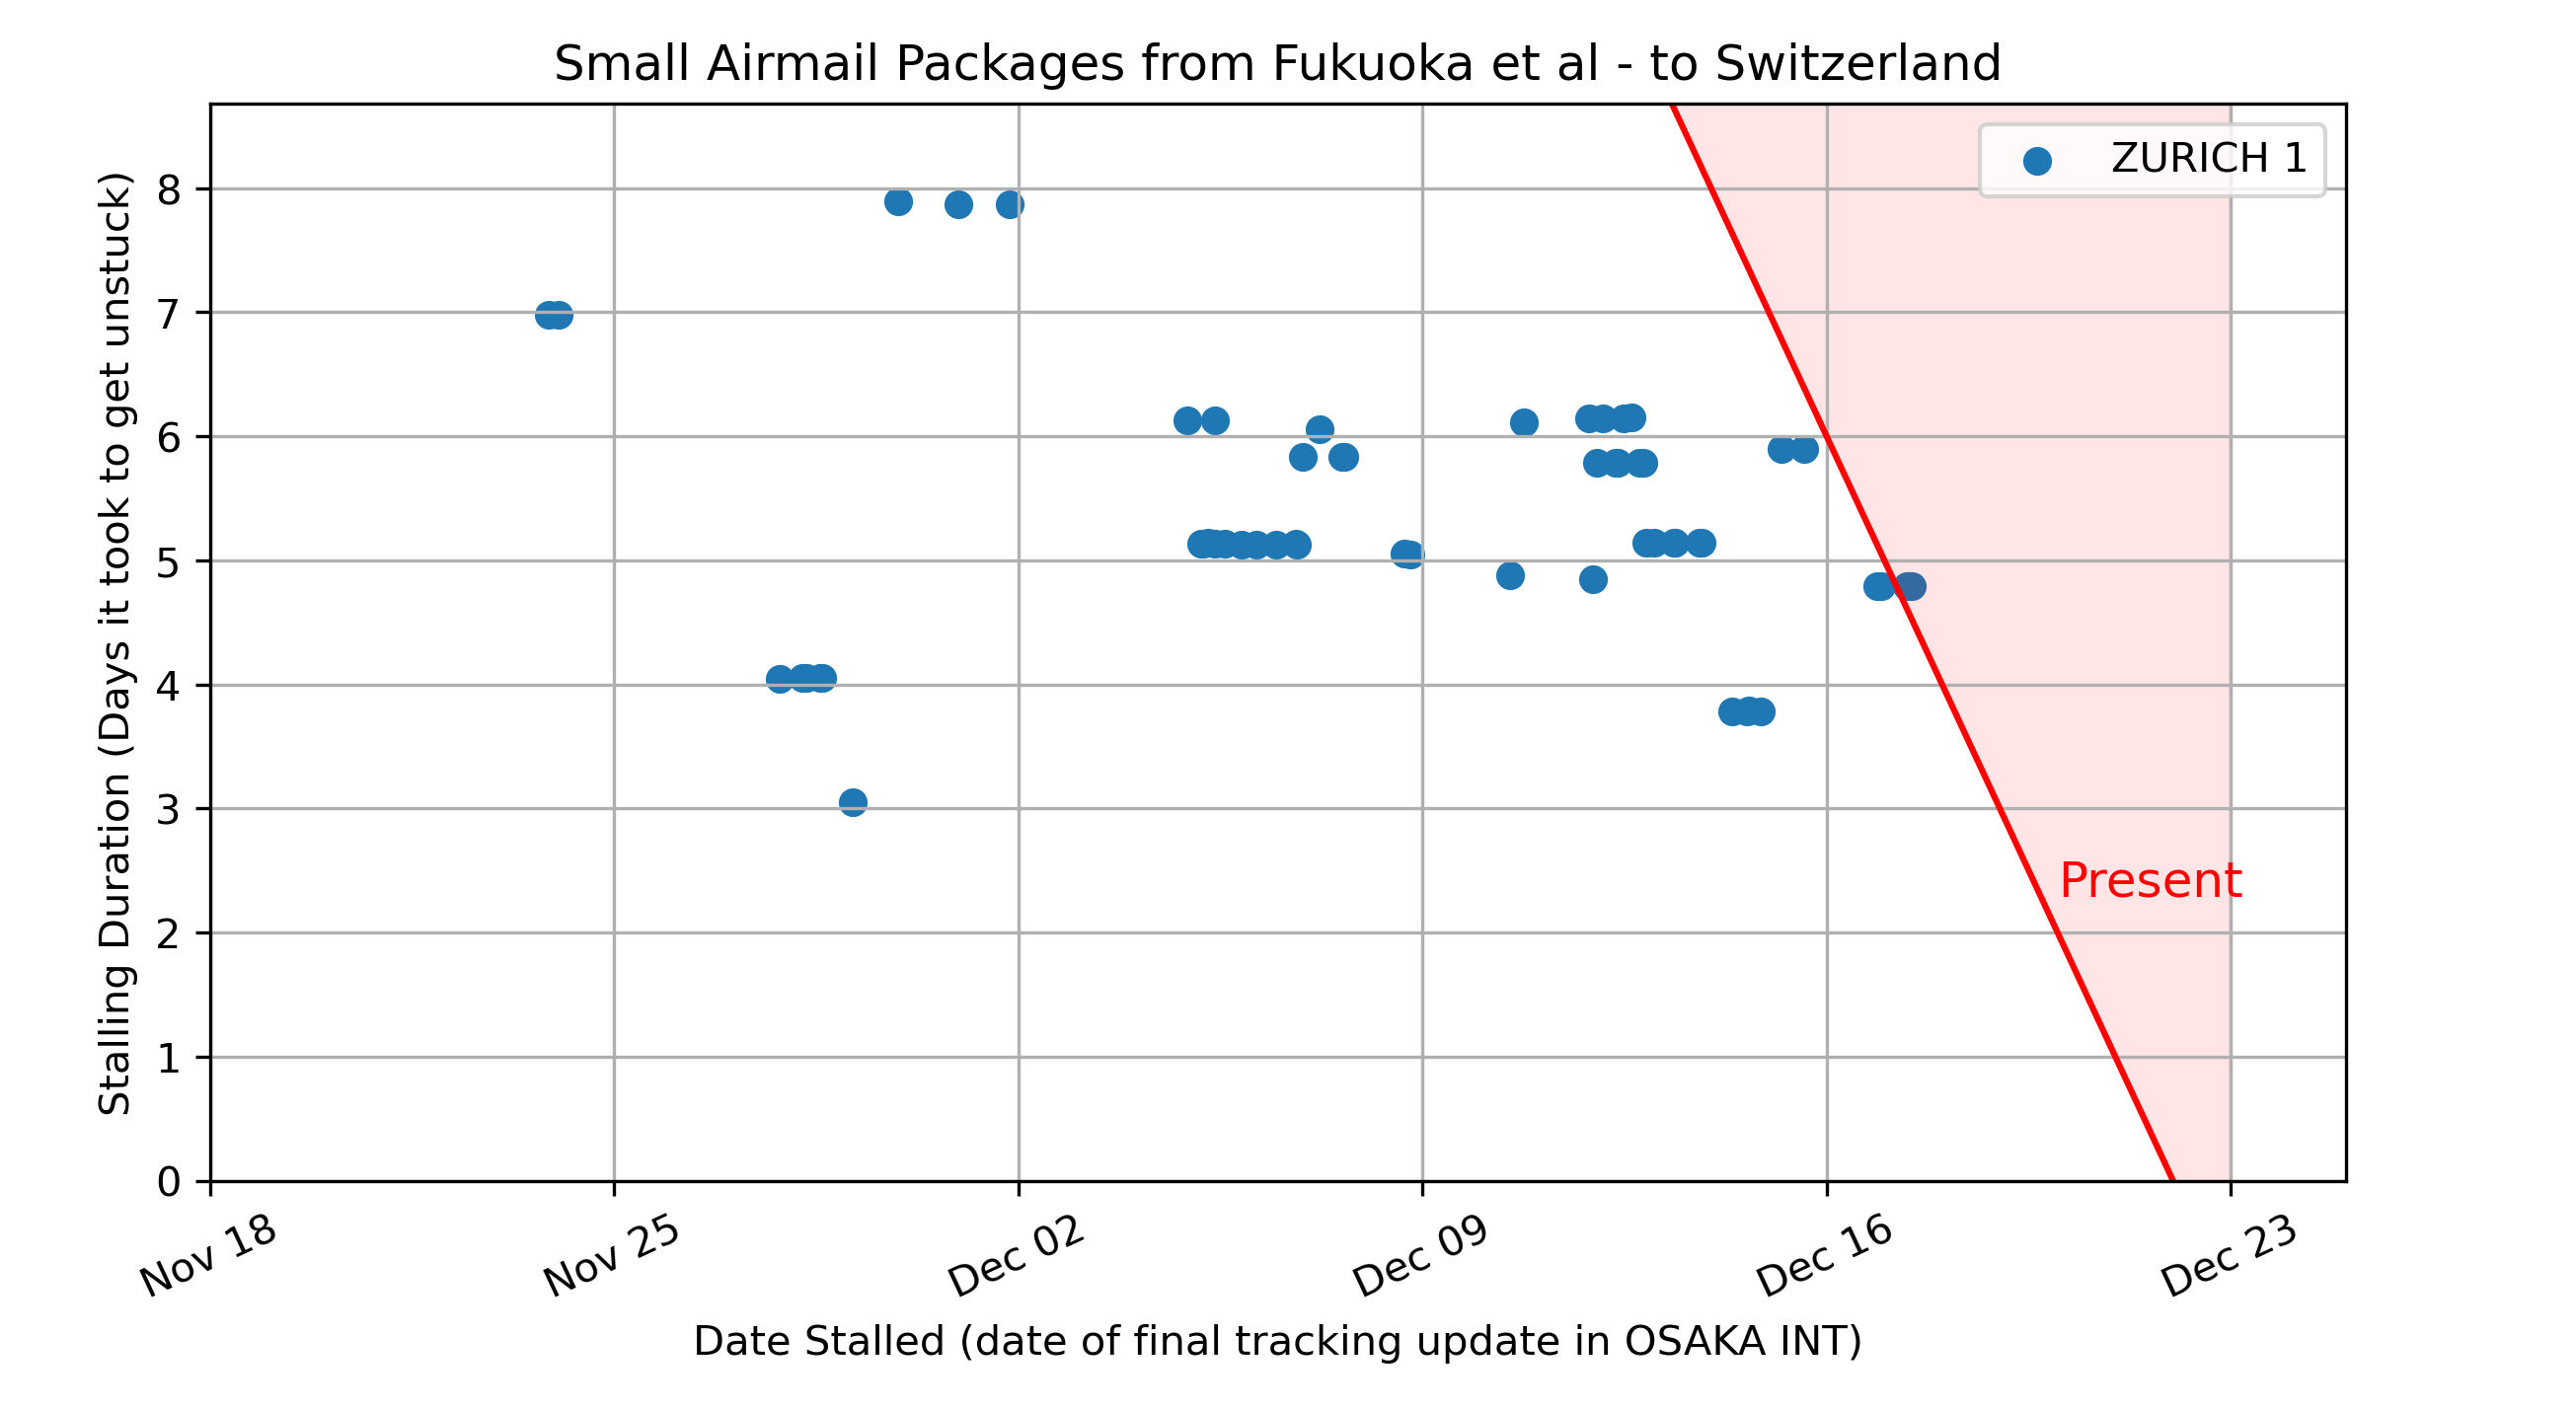 Small Airmail Packages from Fukuoka et al - to Switzerland
ZURICH 1
Stalling Duration (Days it took to get unstuck)
8
7
6
5
4
3
2
1
0
Present
Nov 18
Nov 25
Dec 02
Dec 09
Dec 16
Dec 23
Date Stalled (date of final tracking update in OSAKA INT)